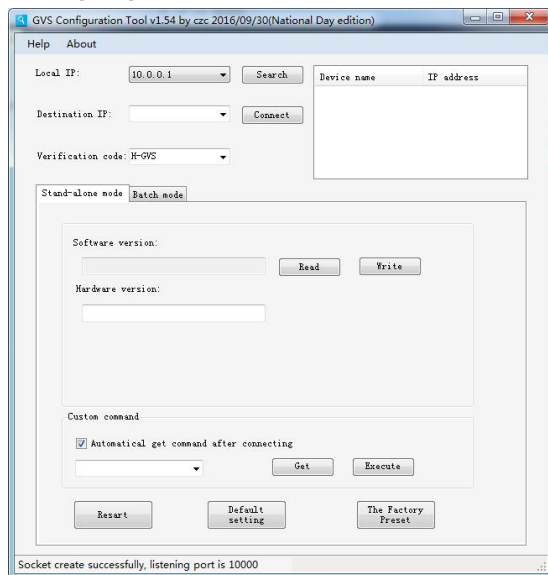 GVS Configuration Tool v1.54 by czc 2016/09/30(National Day edition)
Help About
Local IP: 10.0.0.1 Search
Device name IP address
Destination IP: Connect
Verification code: H-GVS
Stand-alone mode Batch mode
Software version:
Read Write
Hardware version:
Custom command
Automatical get command after connecting
Get Execute
Resart
Default
setting
The Factory
Preset
Socket create successfully, listening port is 10000